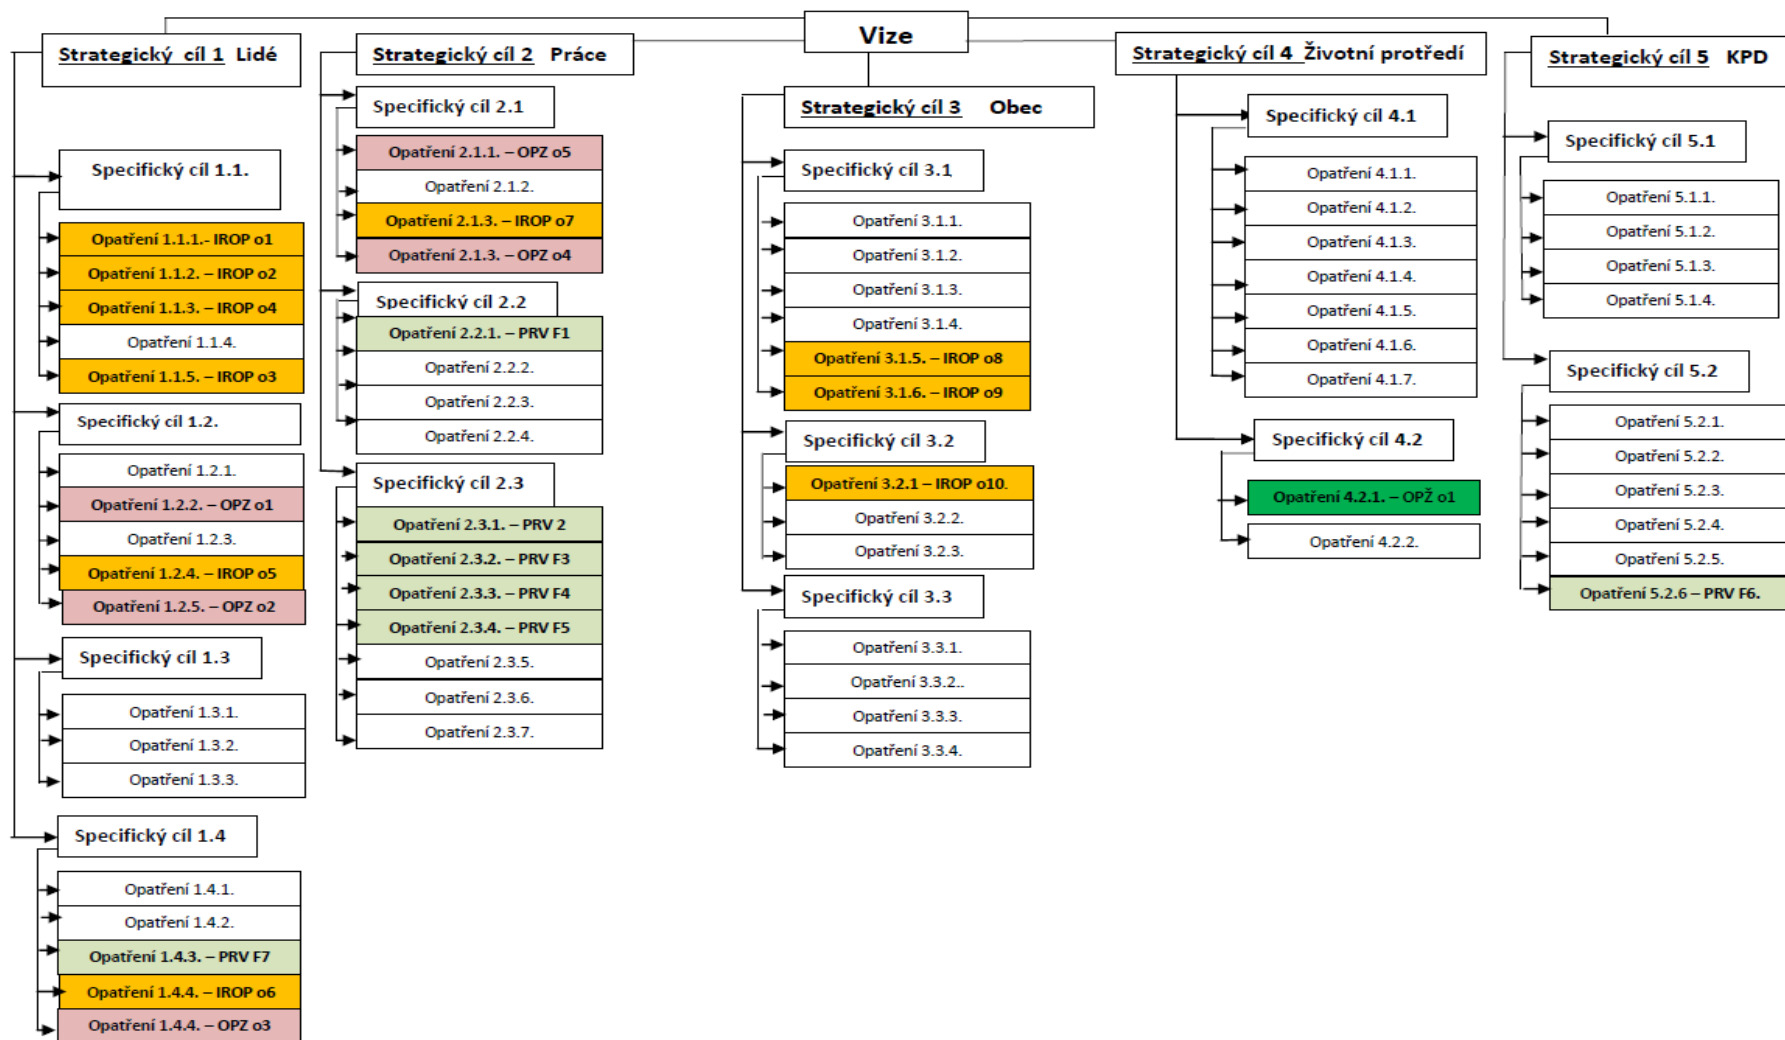 Vize
Strategický cíl 1 Lidé
Specifický cíl 1.1.
Opatření 1.1.1.- IROP o1
Opatření 1.1.2. – IROP o2
Opatření 1.1.3. – IROP o4
Opatření 1.1.4.
Opatření 1.1.5. – IROP o3
Specifický cíl 1.2.
Opatření 1.2.1.
Opatření 1.2.2. – OPZ o1
Opatření 1.2.3.
Opatření 1.2.4. – IROP o5
Opatření 1.2.5. – OPZ o2
Specifický cíl 1.3
Opatření 1.3.1.
Opatření 1.3.2.
Opatření 1.3.3.
Specifický cíl 1.4
Opatření 1.4.1.
Opatření 1.4.2.
Opatření 1.4.3. – PRV F7
Opatření 1.4.4. – IROP o6
Opatření 1.4.4. – OPZ o3
Strategický cíl 2 Práce
Specifický cíl 2.1
Opatření 2.1.1. – OPZ o5
Opatření 2.1.2.
Opatření 2.1.3. – IROP o7
Opatření 2.1.3. – OPZ o4
Specifický cíl 2.2
Opatření 2.2.1. – PRV F1
Opatření 2.2.2.
Opatření 2.2.3.
Opatření 2.2.4.
Specifický cíl 2.3
Opatření 2.3.1. – PRV 2
Opatření 2.3.2. – PRV F3
Opatření 2.3.3. – PRV F4
Opatření 2.3.4. – PRV F5
Opatření 2.3.5.
Opatření 2.3.6.
Opatření 2.3.7.
Strategický cíl 3 Obec
Specifický cíl 3.1
Opatření 3.1.1.
Opatření 3.1.2.
Opatření 3.1.3.
Opatření 3.1.4.
Opatření 3.1.5. – IROP o8
Opatření 3.1.6. – IROP o9
Specifický cíl 3.2
Opatření 3.2.1 – IROP o10.
Opatření 3.2.2.
Opatření 3.2.3.
Specifický cíl 3.3
Opatření 3.3.1.
Opatření 3.3.2..
Opatření 3.3.3.
Opatření 3.3.4.
Strategický cíl 4 Životní protředí
Specifický cíl 4.1
Opatření 4.1.1.
Opatření 4.1.2.
Opatření 4.1.3.
Opatření 4.1.4.
Opatření 4.1.5.
Opatření 4.1.6.
Opatření 4.1.7.
Specifický cíl 4.2
Opatření 4.2.1. – OPŽ o1
Opatření 4.2.2.
Strategický cíl 5 KPD
Specifický cíl 5.1
Opatření 5.1.1.
Opatření 5.1.2.
Opatření 5.1.3.
Opatření 5.1.4.
Specifický cíl 5.2
Opatření 5.2.1.
Opatření 5.2.2.
Opatření 5.2.3.
Opatření 5.2.4.
Opatření 5.2.5.
Opatření 5.2.6 – PRV F6.